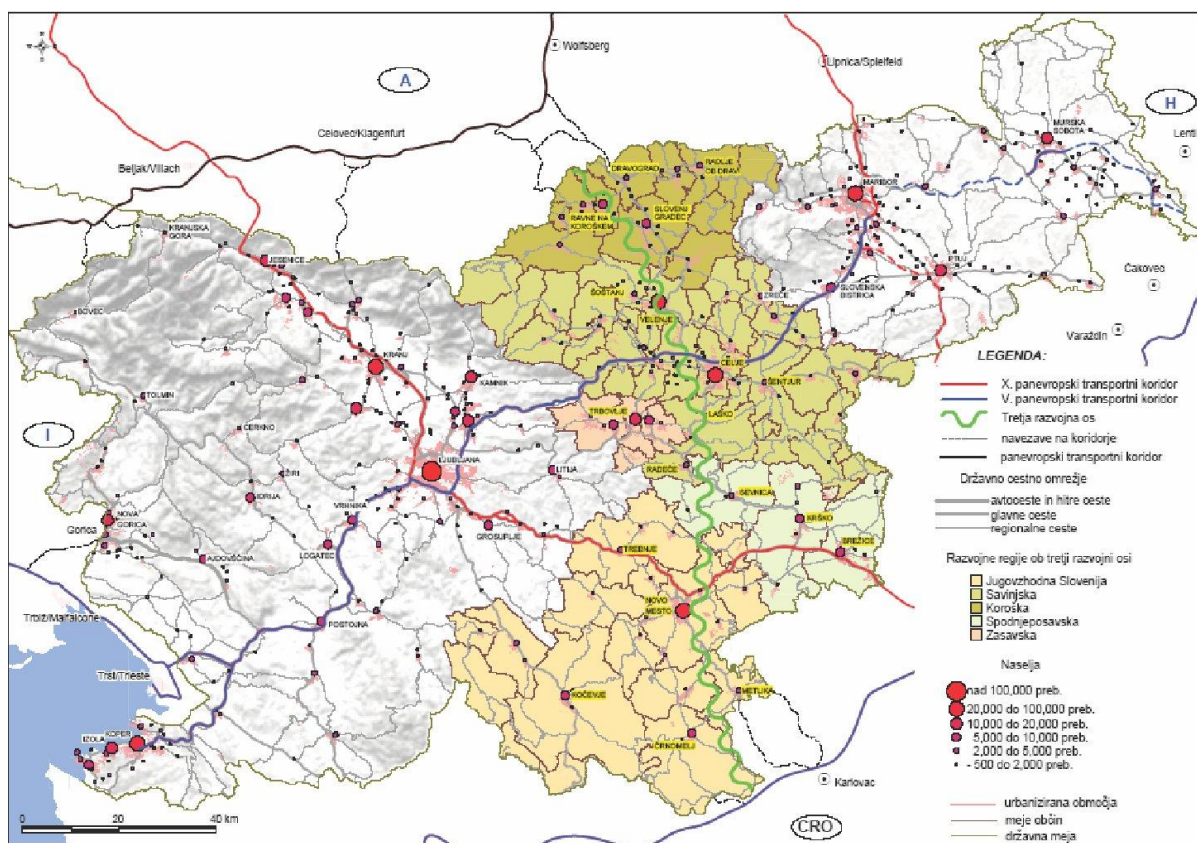 Wolfsberg
A
Lipnica/Spielfeld
H
Celovec/Klagenfurt
MURSKA
SOBOTA
Lenti
Beljak/Villach
DRAVOGRAD
RADLJE
OB DRAVI
MARIBOR
RAVNE NA
KOROŠKEM
SLOVENJ
GRADEC
KRANJSKA
GORA
JESENICE
PTUJ
Čakovec
ŠOŠTANJ
ZREČE
SLOVENSKA
BISTRICA
BOVEC
VELENJE
Varaždin
KRANJ
KAMNIK
CELJE
ŠENTJUR
TOLMIN
CERKNO
TRBOVLJE
LAŠKO
I
LJUBLJANA
LITIJA
RADEČE
ŽIRI
IDRIJA
SEVNICA
VRHNIKA
NOVA
GORICA
Gorica
KRŠKO
GROSUPLJE
LOGATEC
AJDOVŠČINA
TREBNJE
BREŽICE
NOVO
MESTO
Trbiž/Malfalcone
POSTOJNA
Trst/Trieste
KOČEVJE
METLIKA
IZOLA
KOPER
ČRNOMELJ
Karlovac
CRO
0 20 40 km
LEGENDA:
X. panevropski transportni koridor
V. panevropski transportni koridor
Tretja razvojna os
navezave na koridorje
panevropski transportni koridor
Državno cestno omrežje
avtoceste in hitre ceste
glavne ceste
regionalne ceste
Razvojne regije ob tretji razvojni osi
Jugovzhodna Slovenija
Savinjska
Koroška
Spodnjeposavska
Zasavska
Naselja
nad 100,000 preb.
20,000 do 100,000 preb.
10,000 do 20,000 preb.
5,000 do 10,000 preb.
2,000 do 5,000 preb.
- 500 do 2,000 preb.
urbanizirana območja
meje občin
državna meja